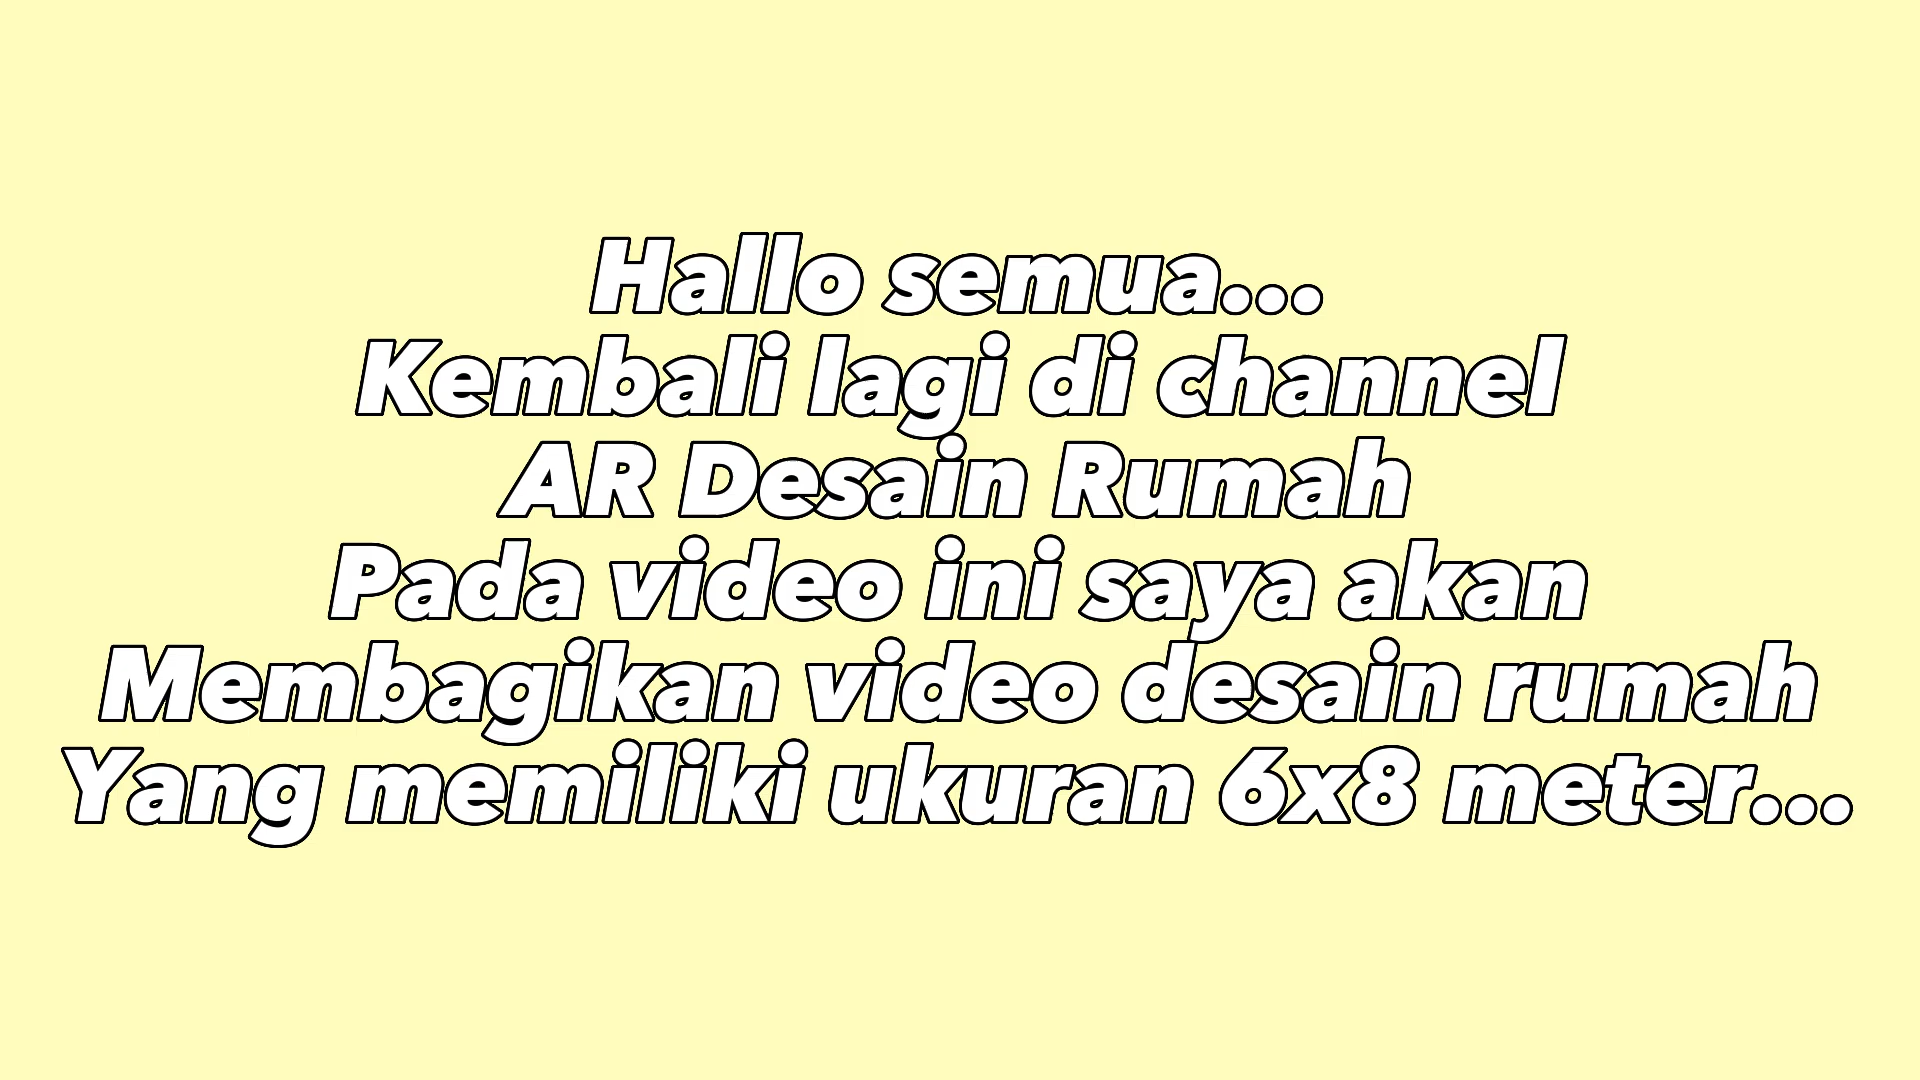 Hallo semua...
Kembali lagi di channel
AR Desain Rumah
Pada video ini saya akan
Membagikan video desain rumah
Yang memiliki ukuran 6x8 meter...